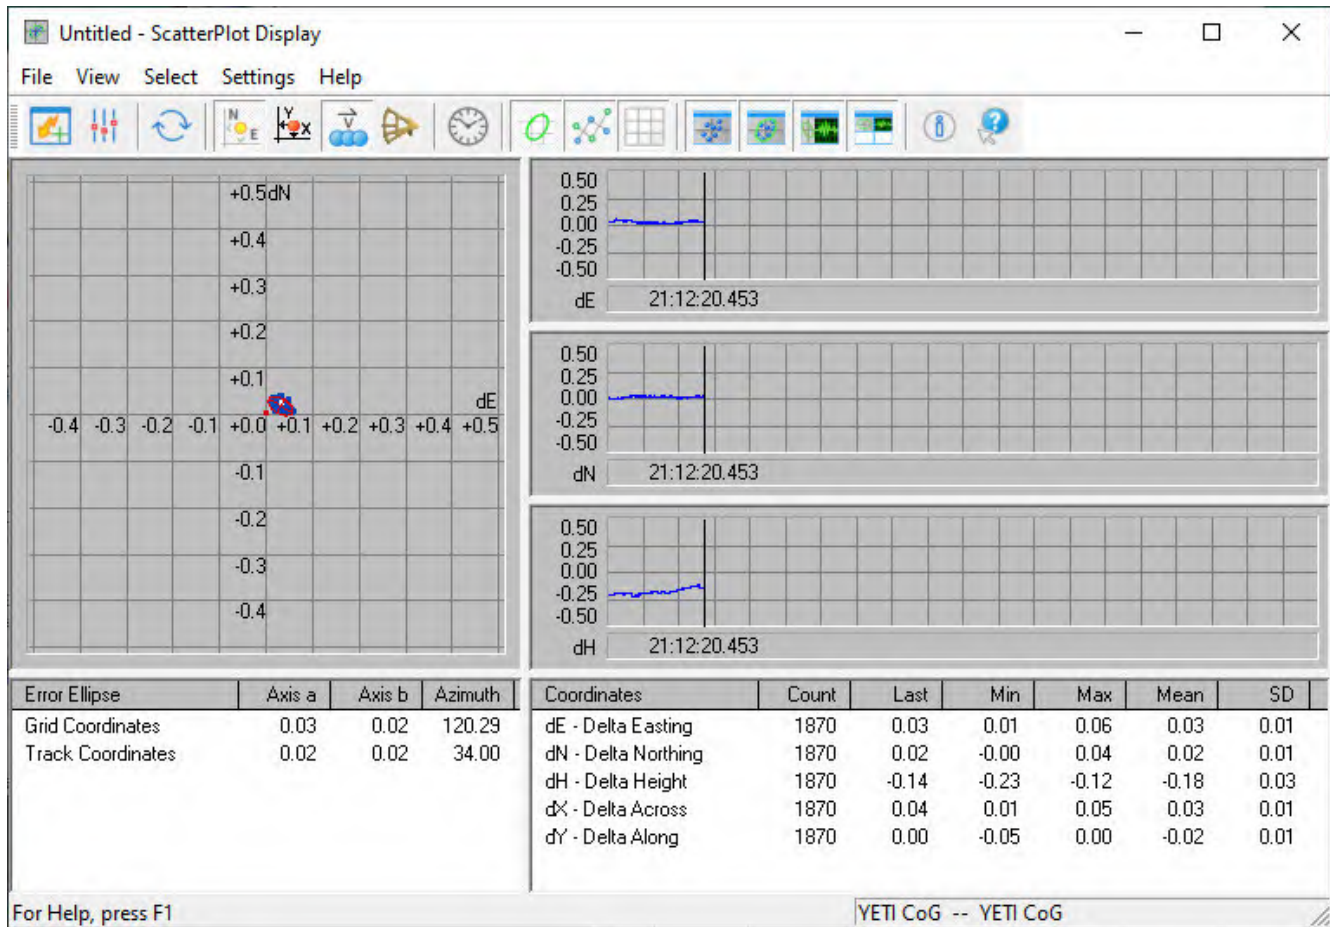 Untitled - ScatterPlot Display
File View Select Settings Help
N E Y X V
+0.5 dN
+0.4
+0.3
+0.2
+0.1
dE
-0.4 -0.3 -0.2 -0.1 +0.0 +0.1 +0.2 +0.3 +0.4 +0.5
-0.1
-0.2
-0.3
-0.4
0.50
0.25
0.00
-0.25
-0.50
dE 21:12:20.453
0.50
0.25
0.00
-0.25
-0.50
dN 21:12:20.453
0.50
0.25
0.00
-0.25
-0.50
dH 21:12:20.453
Error Ellipse Axis a Axis b Azimuth
Grid Coordinates 0.03 0.02 120.29
Track Coordinates 0.02 0.02 34.00
Coordinates Count Last Min Max Mean SD
dE - Delta Easting 1870 0.03 0.01 0.06 0.03 0.01
dN - Delta Northing 1870 0.02 -0.00 0.04 0.02 0.01
dH - Delta Height 1870 -0.14 -0.23 -0.12 -0.18 0.03
dX - Delta Across 1870 0.04 0.01 0.05 0.03 0.01
dY - Delta Along 1870 0.00 -0.05 0.00 -0.02 0.01
For Help, press F1
YETI CoG -- YETI CoG